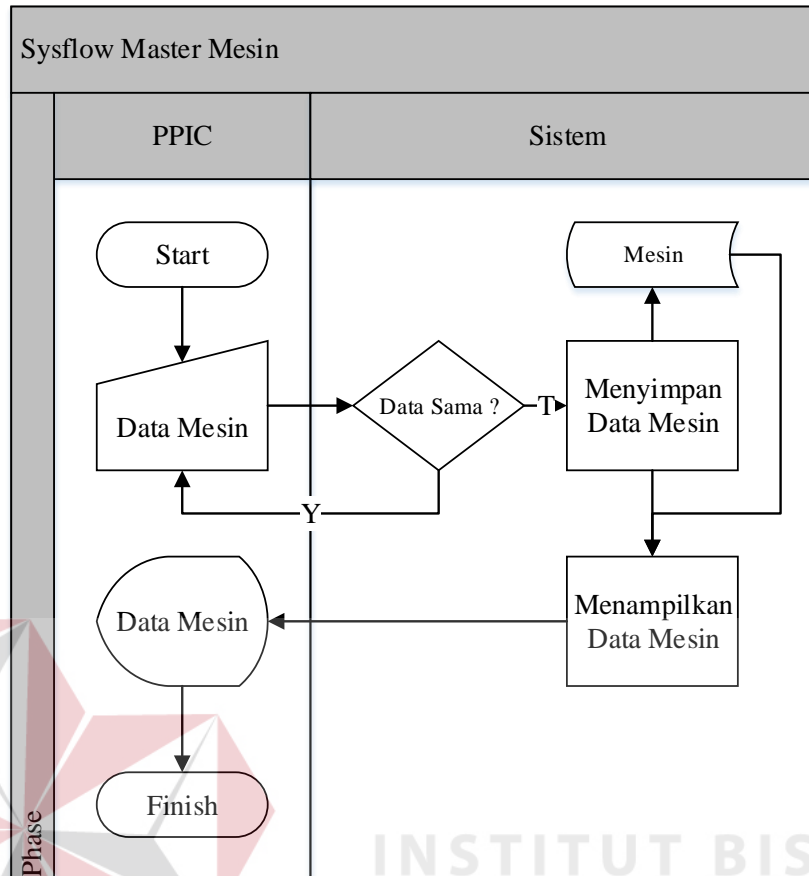 Sysflow Master Mesin
PPIC
Sistem
Start
Mesin
Data Mesin
Data Sama ?
T
Menyimpan
Data Mesin
Y
Data Mesin
Menampilkan
Data Mesin
Finish
Phase
INSTITUT BIS